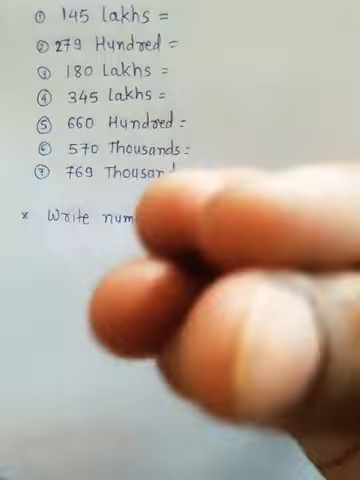 ① 145 Lakhs =
② 279 Hundred =
③ 180 Lakhs =
④ 345 Lakhs =
⑤ 660 Hundred =
⑥ 570 Thousands =
⑦ 769
* Write